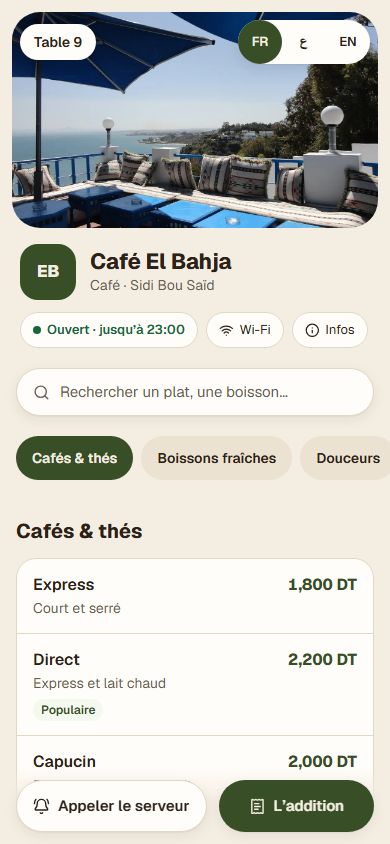 Table 9
FR
ع
EN
EB
Café El Bahja
Café · Sidi Bou Saïd
Ouvert · jusqu'à 23:00
Wi-Fi
Infos
Rechercher un plat, une boisson…
Cafés & thés
Boissons fraîches
Douceurs
Cafés & thés
Express 1,800 DT
Court et serré
Direct 2,200 DT
Express et lait chaud
Populaire
Capucin 2,000 DT
Appeler le serveur
L'addition